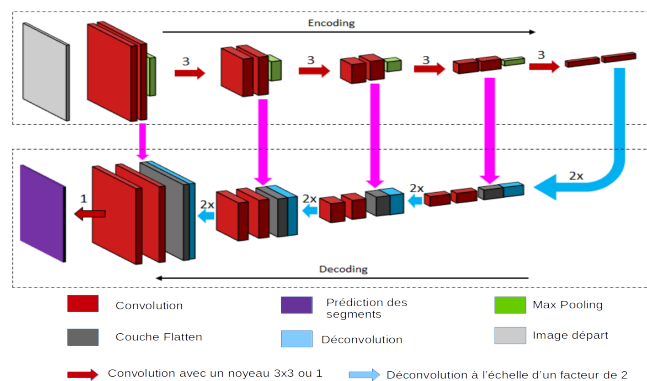 Encoding
3
3
3
3
2x
1
2x
2x
2x
Decoding
Convolution
Prédiction des
segments
Max Pooling
Couche Flatten
Déconvolution
Image départ
Convolution avec un noyeau 3x3 ou 1
Déconvolution à l'échelle d'un facteur de 2